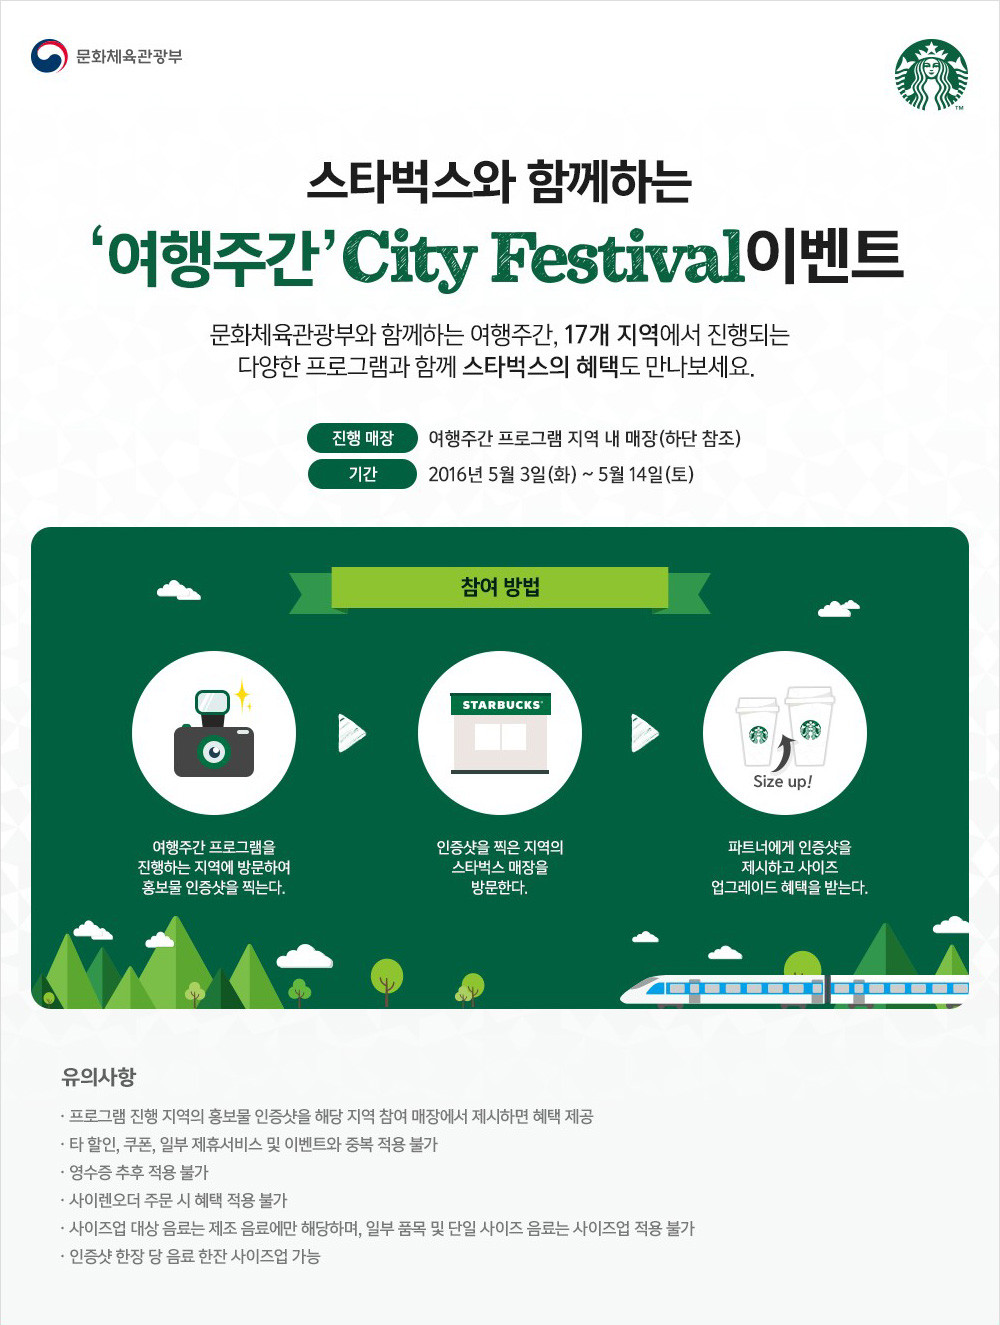 문화체육관광부
스타벅스와 함께하는
‘여행주간’ City Festival이벤트
문화체육관광부와 함께하는 여행주간, 17개 지역에서 진행되는
다양한 프로그램과 함께 스타벅스의 혜택도 만나보세요.
진행 매장 여행주간 프로그램 지역 내 매장(하단 참조)
기간 2016년 5월 3일(화) ~ 5월 14일(토)
참여 방법
STARBUCKS
Size up!
여행주간 프로그램을
진행하는 지역에 방문하여
홍보물 인증샷을 찍는다.
인증샷을 찍은 지역의
스타벅스 매장을
방문한다.
파트너에게 인증샷을
제시하고 사이즈
업그레이드 혜택을 받는다.
유의사항
· 프로그램 진행 지역의 홍보물 인증샷을 해당 지역 참여 매장에서 제시하면 혜택 제공
· 타 할인, 쿠폰, 일부 제휴서비스 및 이벤트와 중복 적용 불가
· 영수증 추후 적용 불가
· 사이렌오더 주문 시 혜택 적용 불가
· 사이즈업 대상 음료는 제조 음료에만 해당하며, 일부 품목 및 단일 사이즈 음료는 사이즈업 적용 불가
· 인증샷 한장 당 음료 한잔 사이즈업 가능